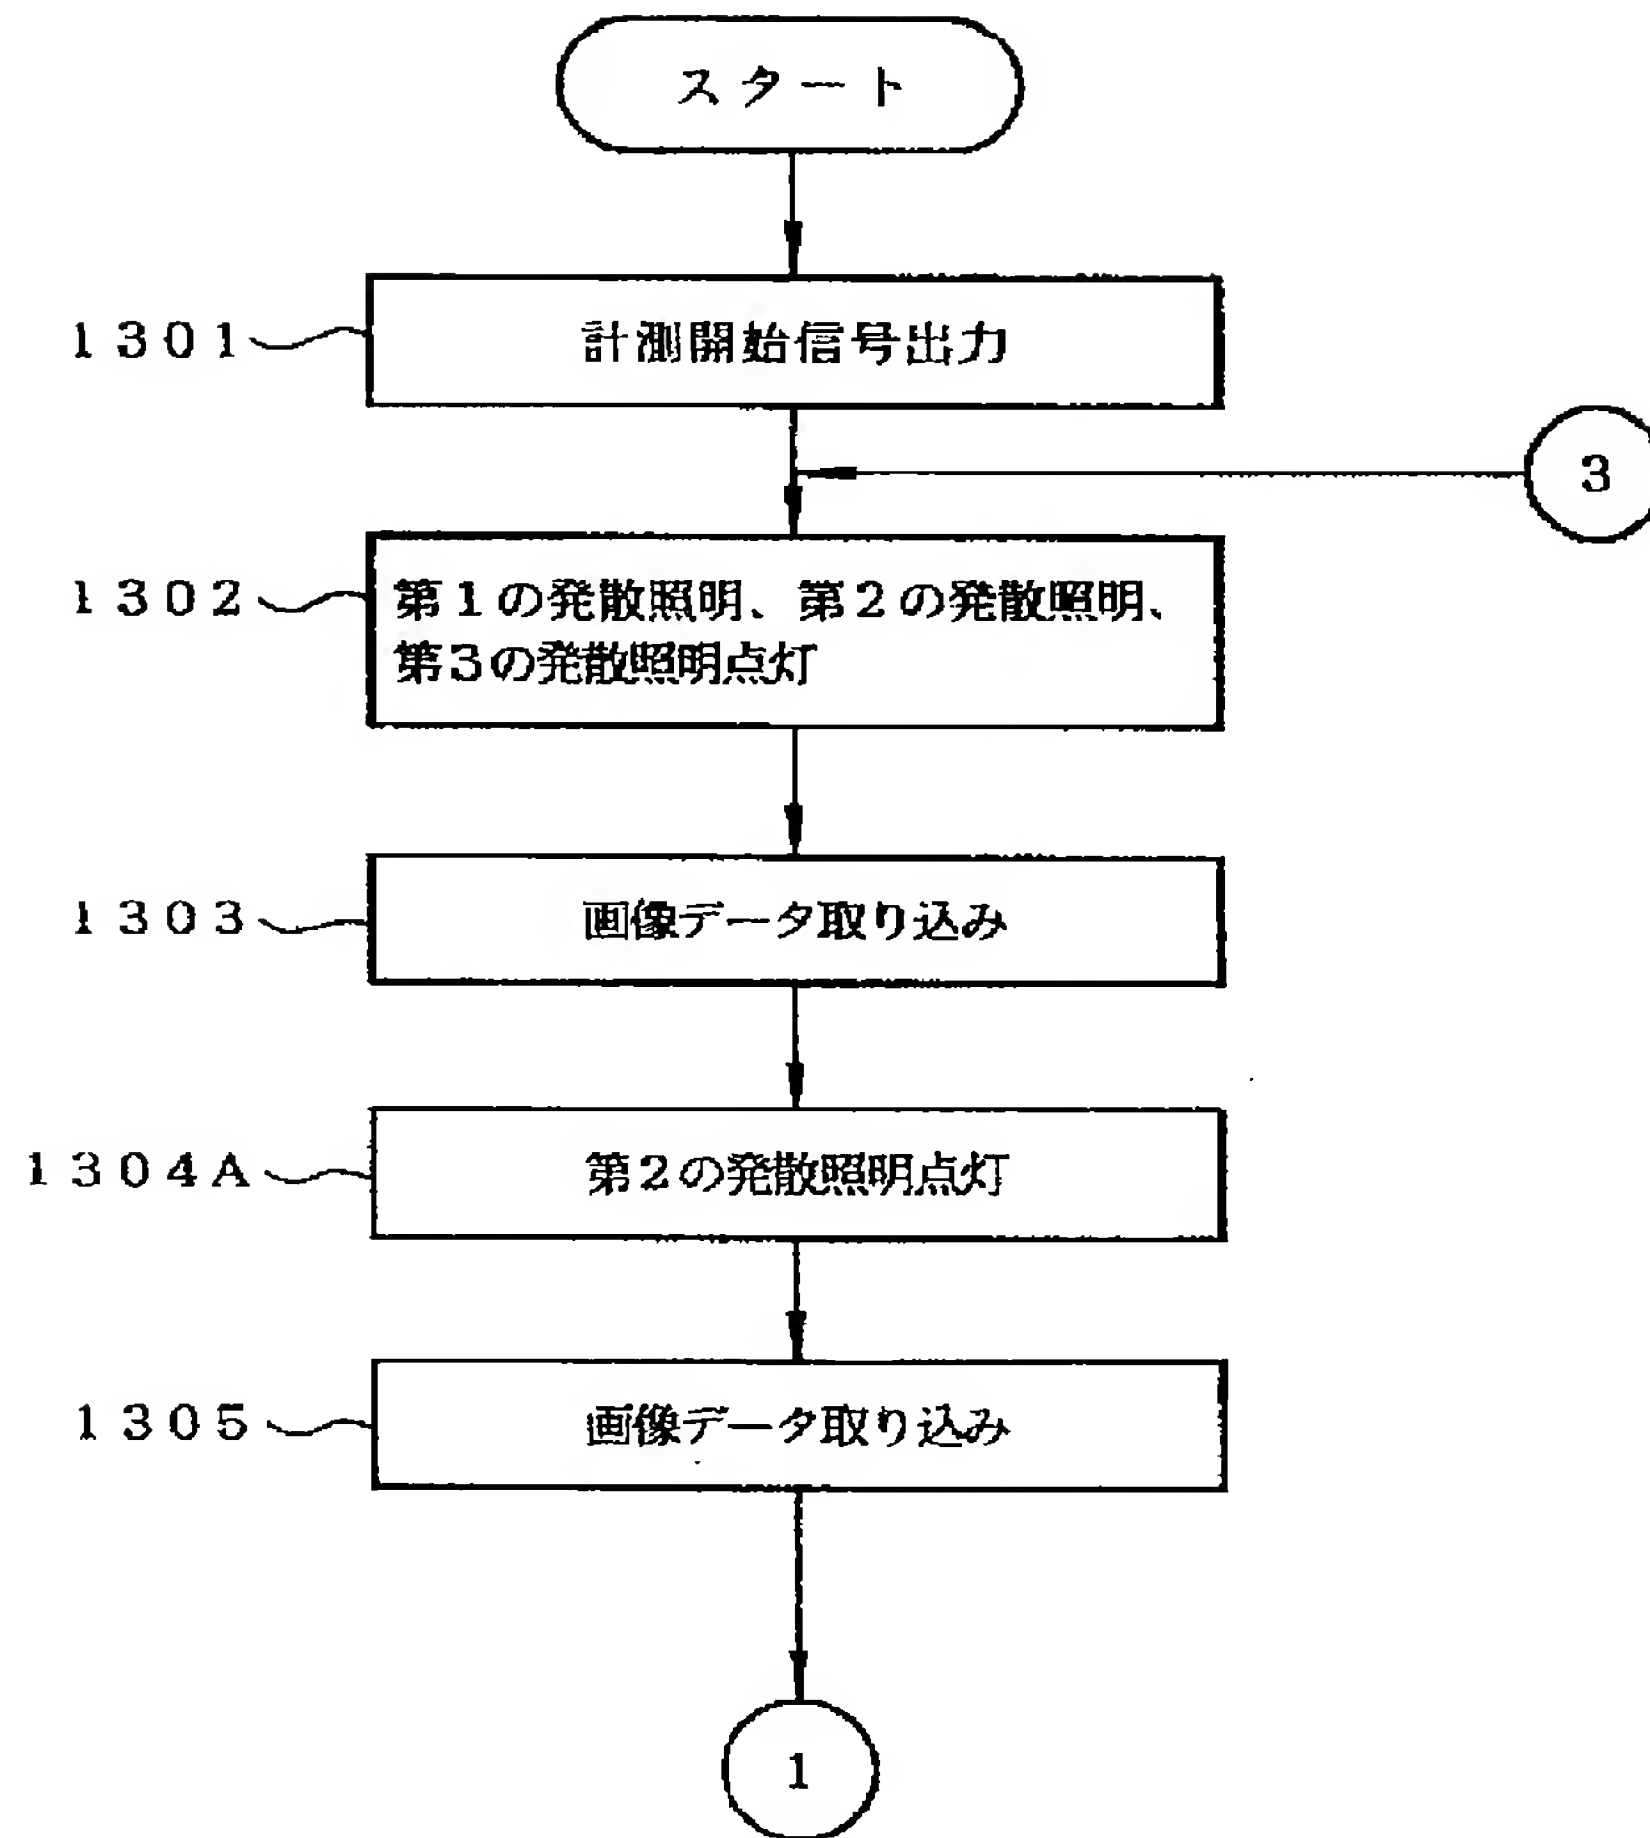 スタート
1301
計測開始信号出力
3
1302
第1の発散照明、第2の発散照明、
第3の発散照明点灯
1303
画像データ取り込み
1304A
第2の発散照明点灯
1305
画像データ取り込み
1